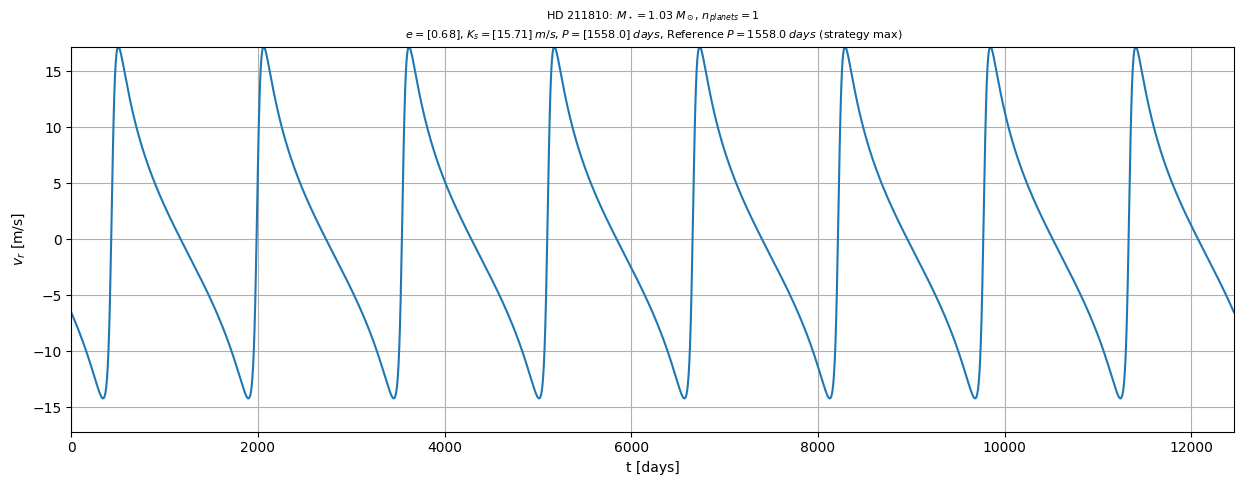 HD 211810: $M_⋆ = 1.03 M_⊙$, $n_{planets} = 1$
e = [0.68], K_s = [15.71] m/s, P = [1558.0] days, Reference P = 1558.0 days (strategy max)
15
10
5
0
−5
−10
−15
v_r [m/s]
0 2000 4000 6000 8000 10000 12000
t [days]